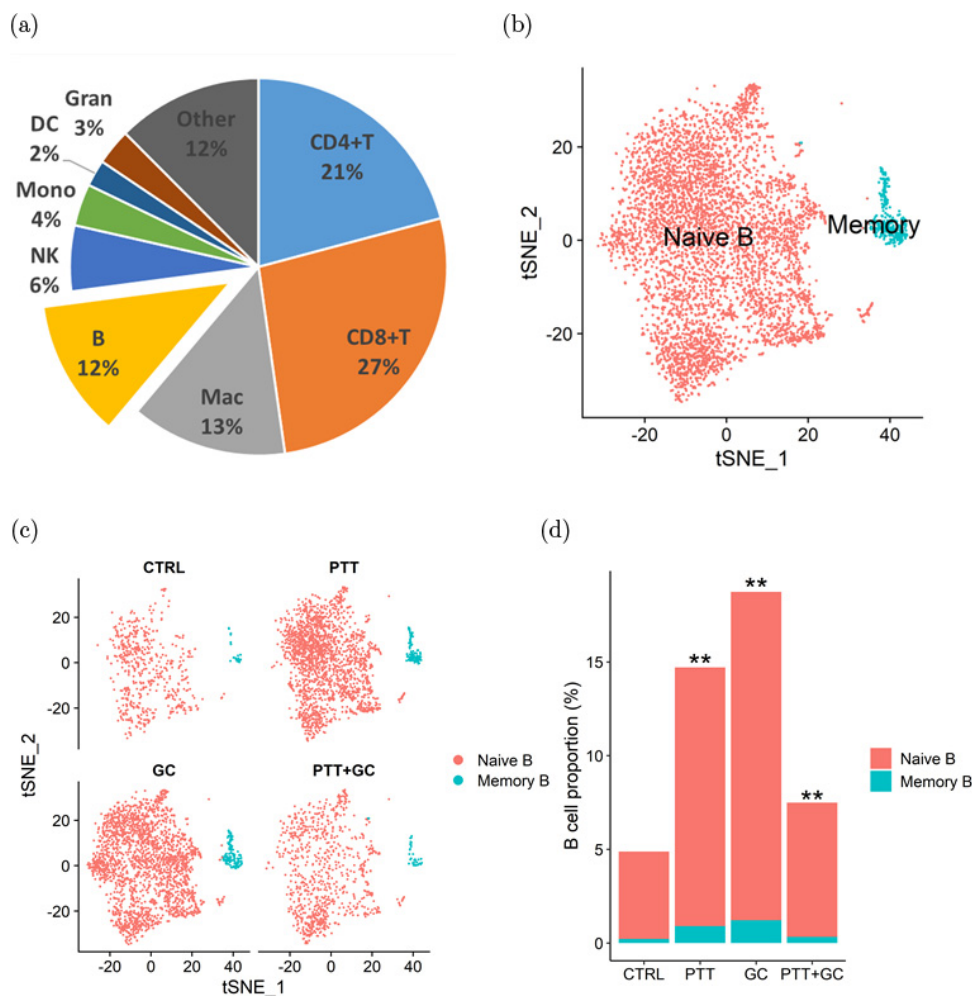 (a)
Gran
3%
DC
2%
Mono
4%
NK
6%
B
12%
Mac
13%
CD8+T
27%
CD4+T
21%
Other
12%
(b)
tSNE_2
20
0
-20
Naive B
Memory
-20
0
20
40
tSNE_1
(c)
CTRL
PTT
GC
PTT+GC
tSNE_2
20
0
-20
20
0
-20
-20
0
20
40
-20
0
20
40
tSNE_1
Naive B
Memory B
(d)
B cell proportion (%)
15
10
5
0
**
**
**
CTRL
PTT
GC
PTT+GC
Naive B
Memory B